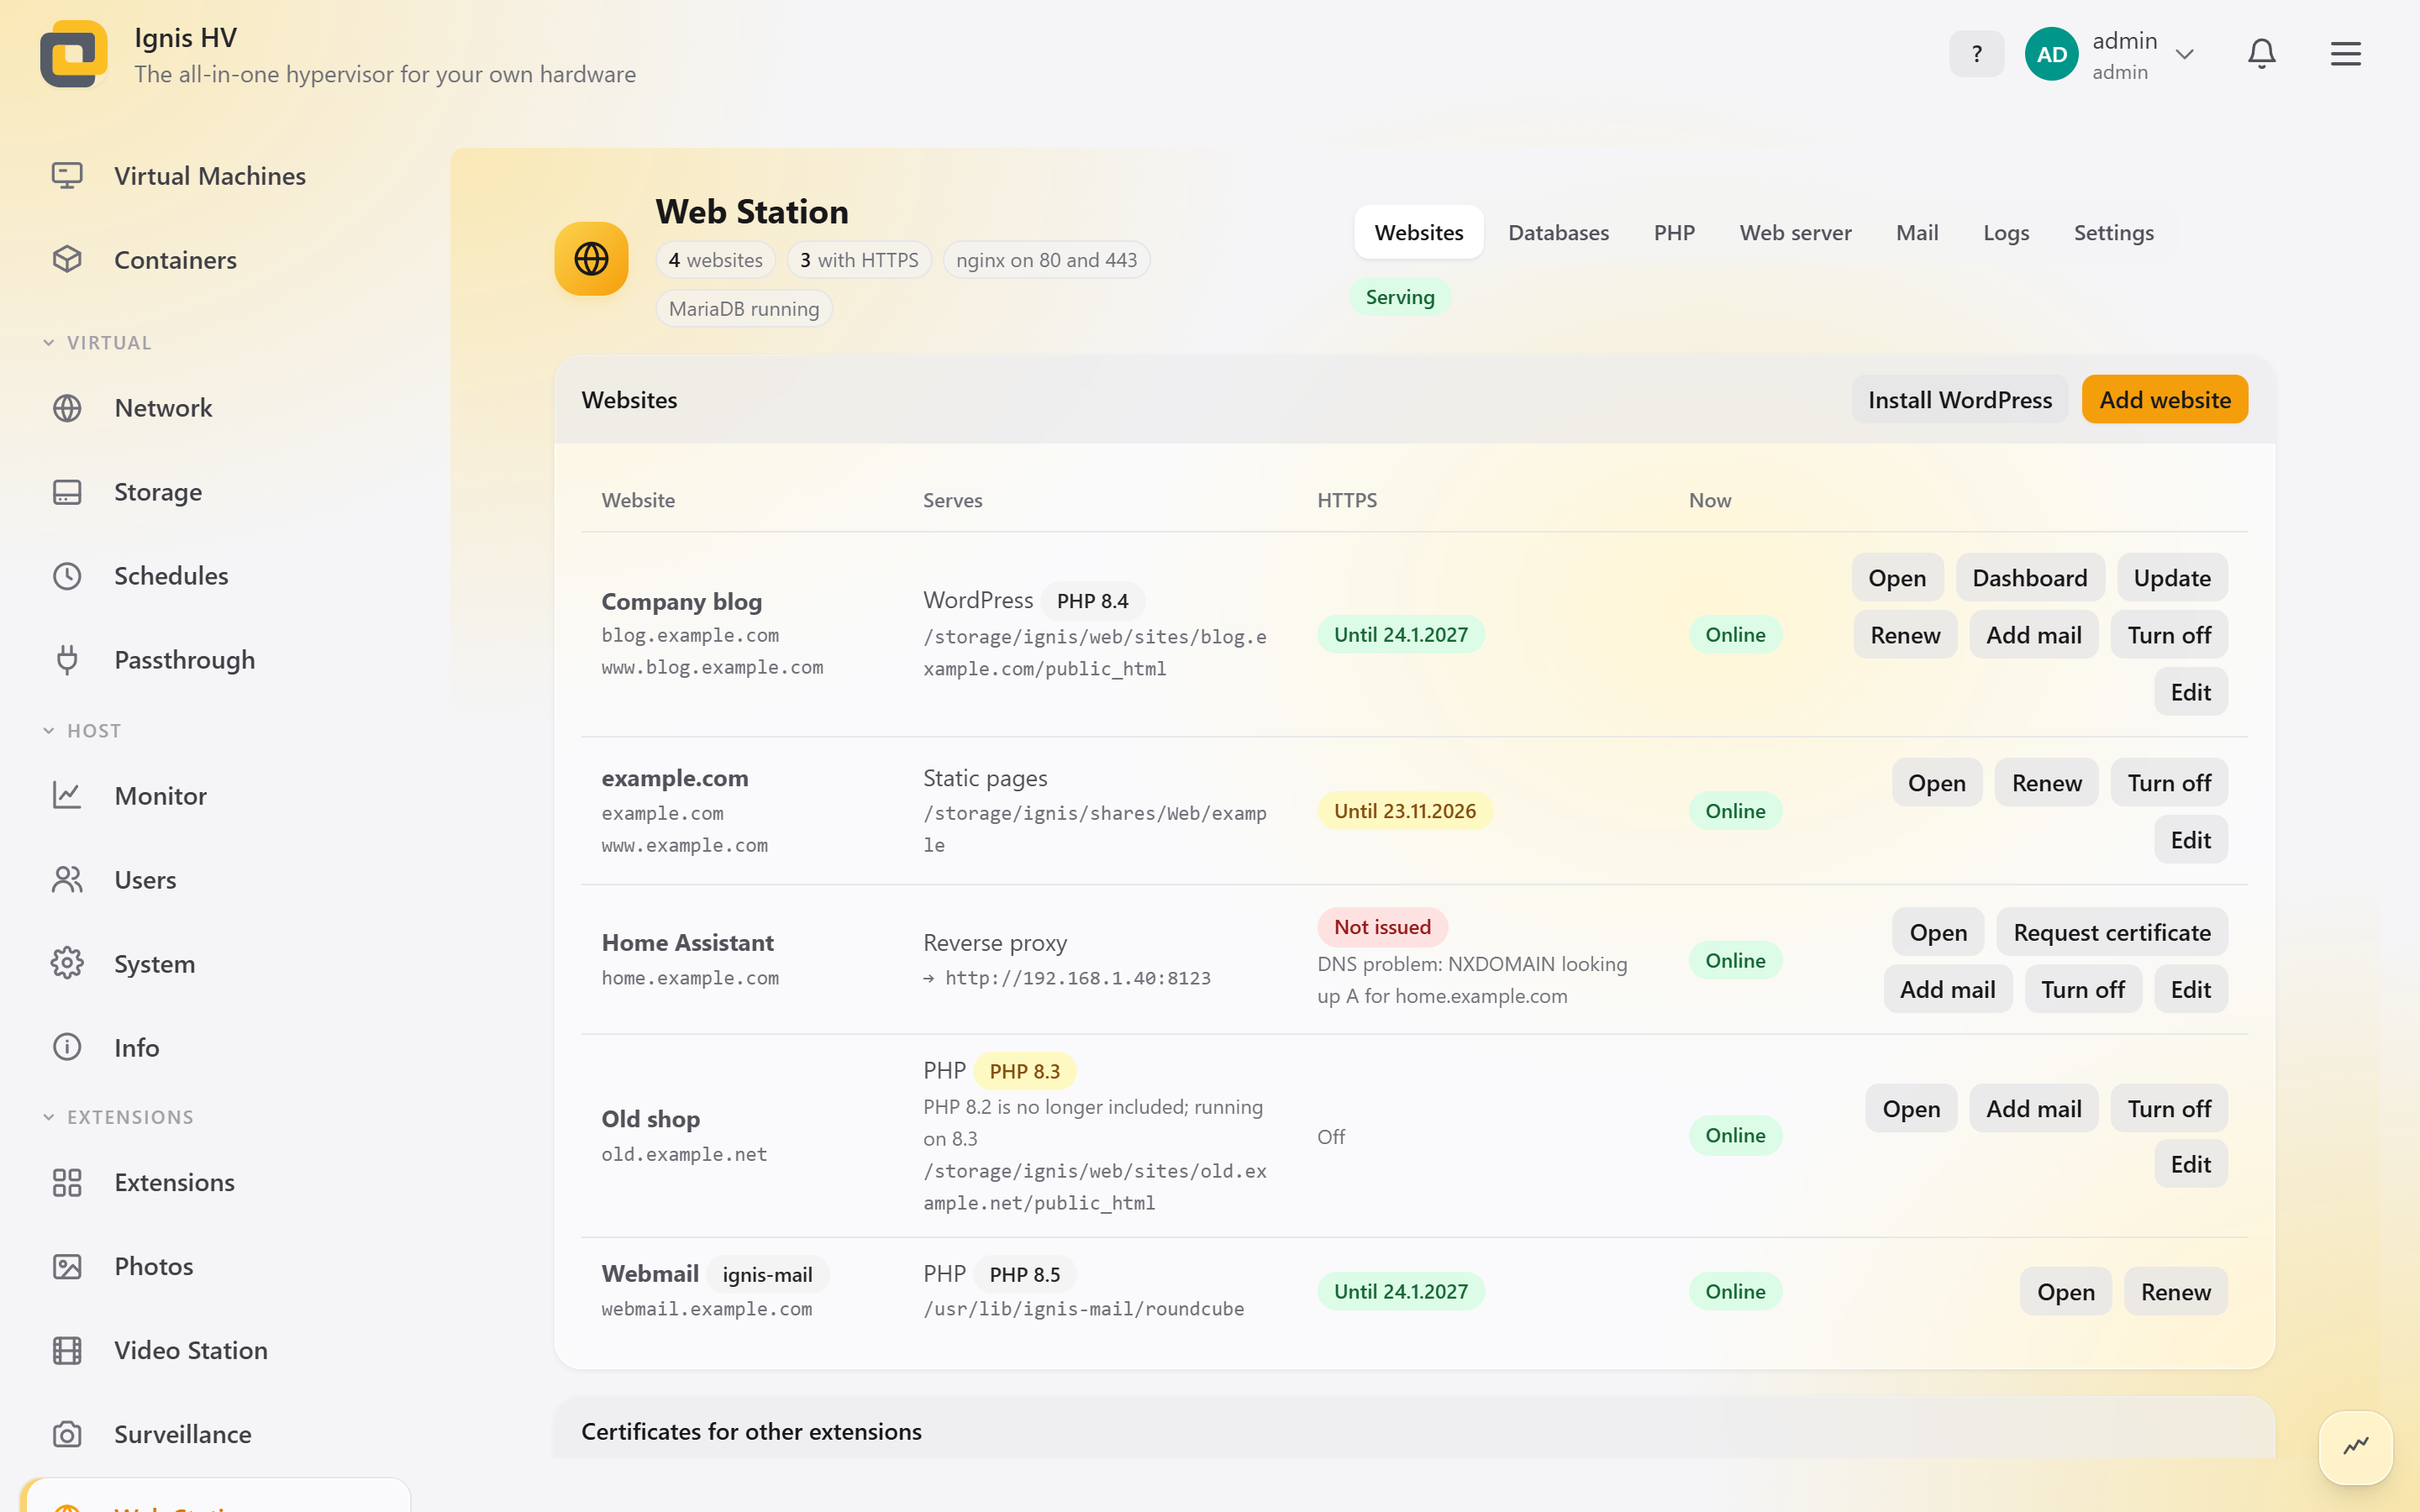 Ignis HV
The all-in-one hypervisor for your own hardware
?
AD
admin
admin
Virtual Machines
Containers
VIRTUAL
Network
Storage
Schedules
Passthrough
HOST
Monitor
Users
System
Info
EXTENSIONS
Extensions
Photos
Video Station
Surveillance
Web Station
4 websites
3 with HTTPS
nginx on 80 and 443
MariaDB running
Websites
Databases
PHP
Web server
Mail
Logs
Settings
Serving
Websites
Install WordPress
Add website
Website
Serves
HTTPS
Now
Company blog
blog.example.com
www.blog.example.com
WordPress PHP 8.4
/storage/ignis/web/sites/blog.e
xample.com/public_html
Until 24.1.2027
Online
Open
Dashboard
Update
Renew
Add mail
Turn off
Edit
example.com
example.com
www.example.com
Static pages
/storage/ignis/shares/Web/examp
le
Until 23.11.2026
Online
Open
Renew
Turn off
Edit
Home Assistant
home.example.com
Reverse proxy
→ http://192.168.1.40:8123
Not issued
DNS problem: NXDOMAIN looking
up A for home.example.com
Online
Open
Request certificate
Add mail
Turn off
Edit
Old shop
old.example.net
PHP PHP 8.3
PHP 8.2 is no longer included; running
on 8.3
/storage/ignis/web/sites/old.ex
ample.net/public_html
Off
Online
Open
Add mail
Turn off
Edit
Webmail ignis-mail
webmail.example.com
PHP PHP 8.5
/usr/lib/ignis-mail/roundcube
Until 24.1.2027
Online
Open
Renew
Certificates for other extensions